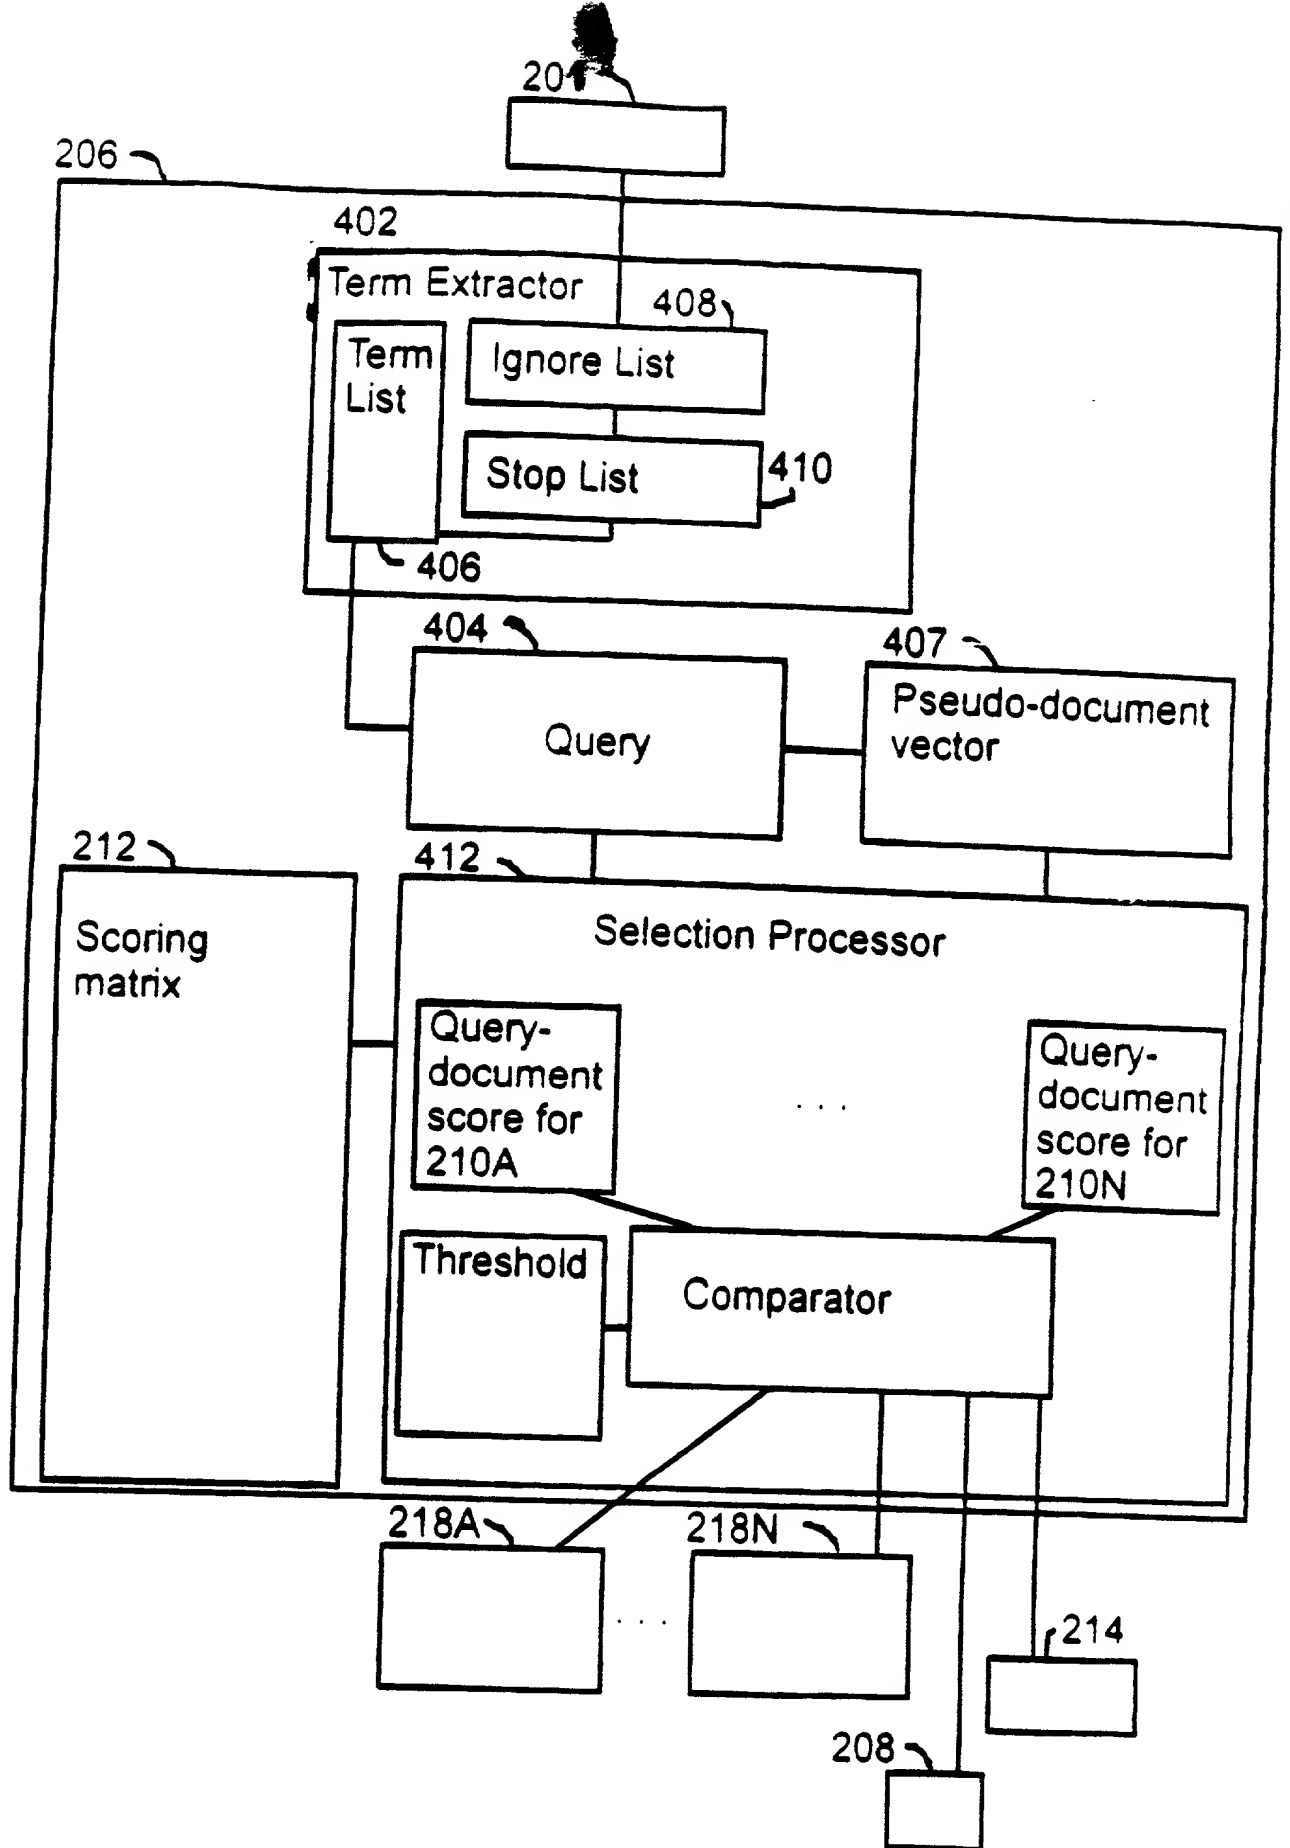 206
402
Term Extractor
408
Term
List
Ignore List
Stop List
410
406
404
407
Query
Pseudo-document
vector
212
412
Scoring
matrix
Selection Processor
Query-
document
score for
210A
. . .
Query-
document
score for
210N
Threshold
Comparator
218A
218N
. . .
214
208